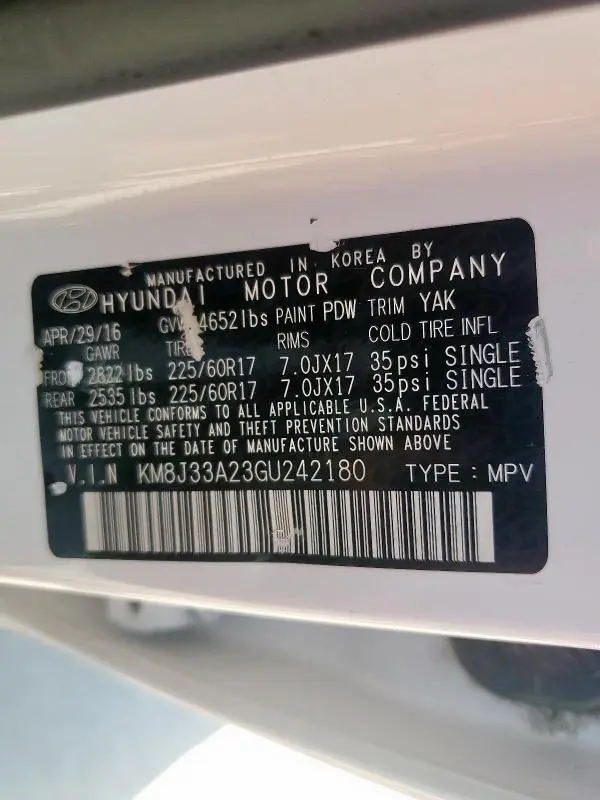 MANUFACTURED IN KOREA BY
HYUNDAI MOTOR COMPANY
APR/29/16 4652lbs PAINT PDW TRIM YAK
GAWR RIMS COLD TIRE INFL
2822lbs 225/60R17 7.0JX17 35psi SINGLE
REAR 2535lbs 225/60R17 7.0JX17 35psi SINGLE
THIS VEHICLE CONFORMS TO ALL APPLICABLE U.S.A. FEDERAL
MOTOR VEHICLE SAFETY AND THEFT PREVENTION STANDARDS
IN EFFECT ON THE DATE OF MANUFACTURE SHOWN ABOVE
V.I.N KM8J33A23GU242180 TYPE : MPV